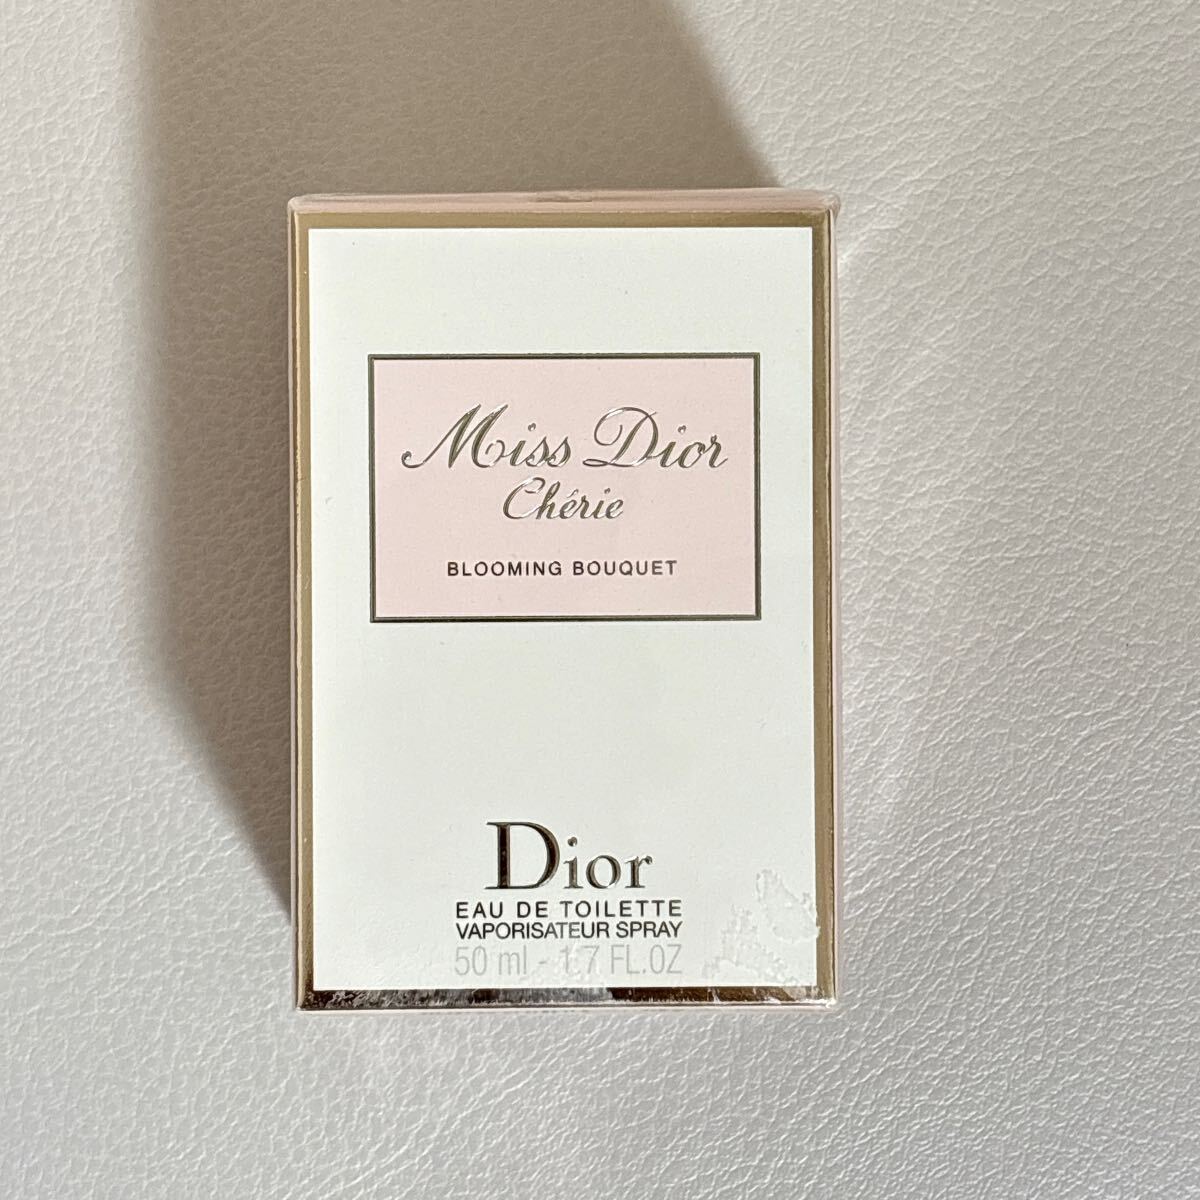 Miss Dior
Chérie
BLOOMING BOUQUET
Dior
EAU DE TOILETTE
VAPORISATEUR SPRAY
50 ml - 1.7 FL.OZ